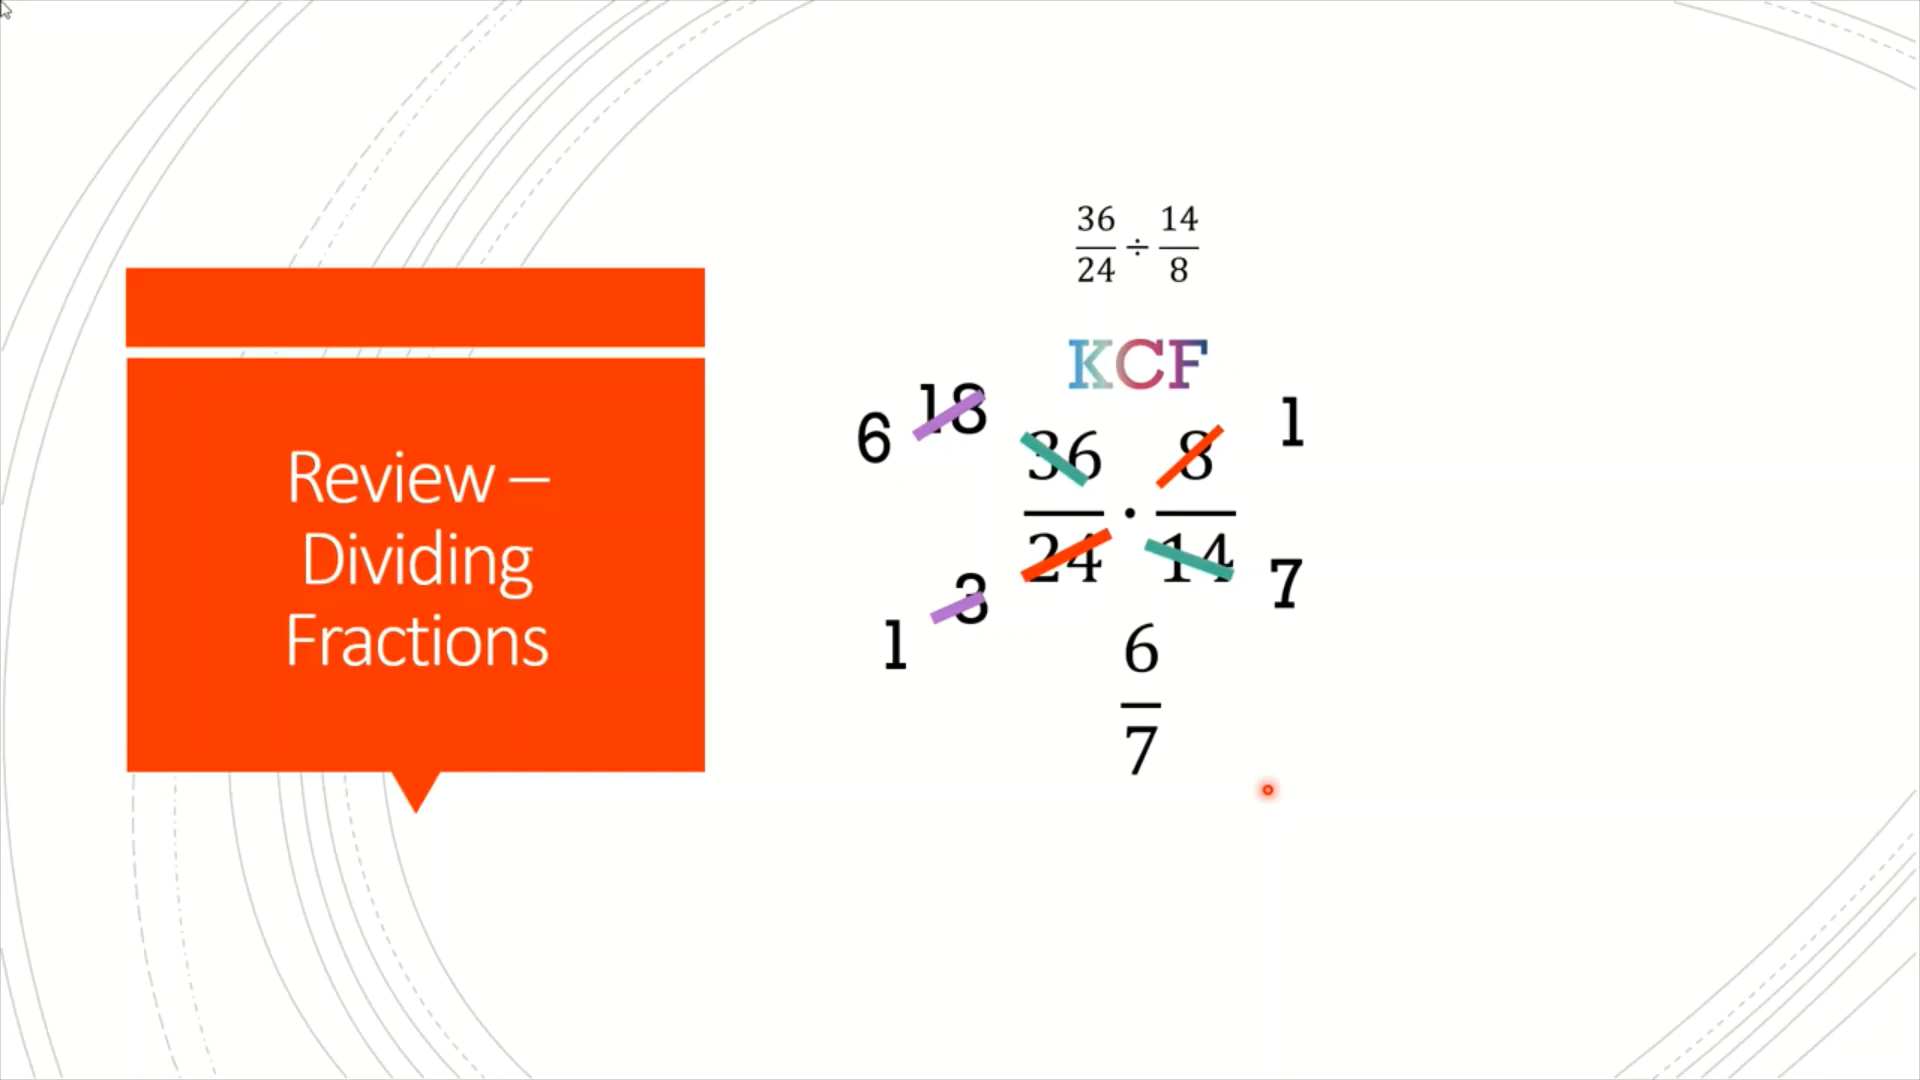 Review –
Dividing
Fractions
36/24 ÷ 14/8
KCF
6 18 36/24 · 8/14 1
1 3 7
6/7